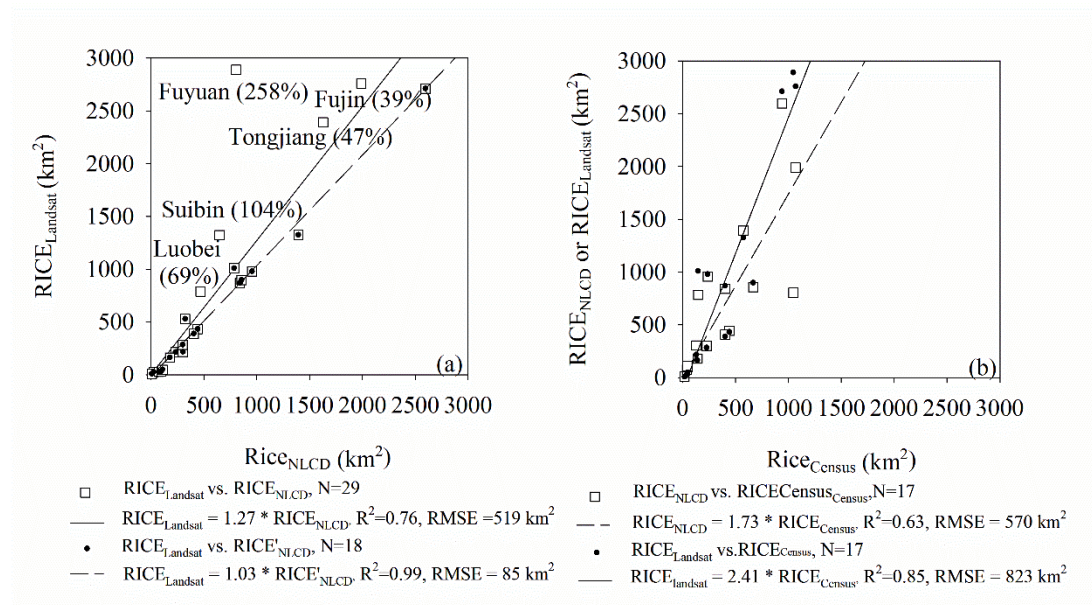 3000
2500
2000
1500
1000
500
0
0 500 1000 1500 2000 2500 3000
RICE_Landsat (km²)
Fuyuan (258%)
Fujin (39%)
Tongjiang (47%)
Suibin (104%)
Luobei
(69%)
(a)
Rice_NLCD (km²)
RICE_Landsat vs. RICE_NLCD, N=29
RICE_Landsat = 1.27 * RICE_NLCD, R²=0.76, RMSE =519 km²
RICE_Landsat vs. RICE'_NLCD, N=18
RICE_Landsat = 1.03 * RICE'_NLCD, R²=0.99, RMSE = 85 km²
3000
2500
2000
1500
1000
500
0
0 500 1000 1500 2000 2500 3000
RICE_NLCD or RICE_Landsat (km²)
(b)
Rice_Census (km²)
RICE_NLCD vs. RICECensus_Census,N=17
RICE_NLCD = 1.73 * RICE_Census, R²=0.63, RMSE = 570 km²
RICE_Landsat vs.RICE_Census, N=17
RICE_landsat = 2.41 * RICE_Census, R²=0.85, RMSE = 823 km²